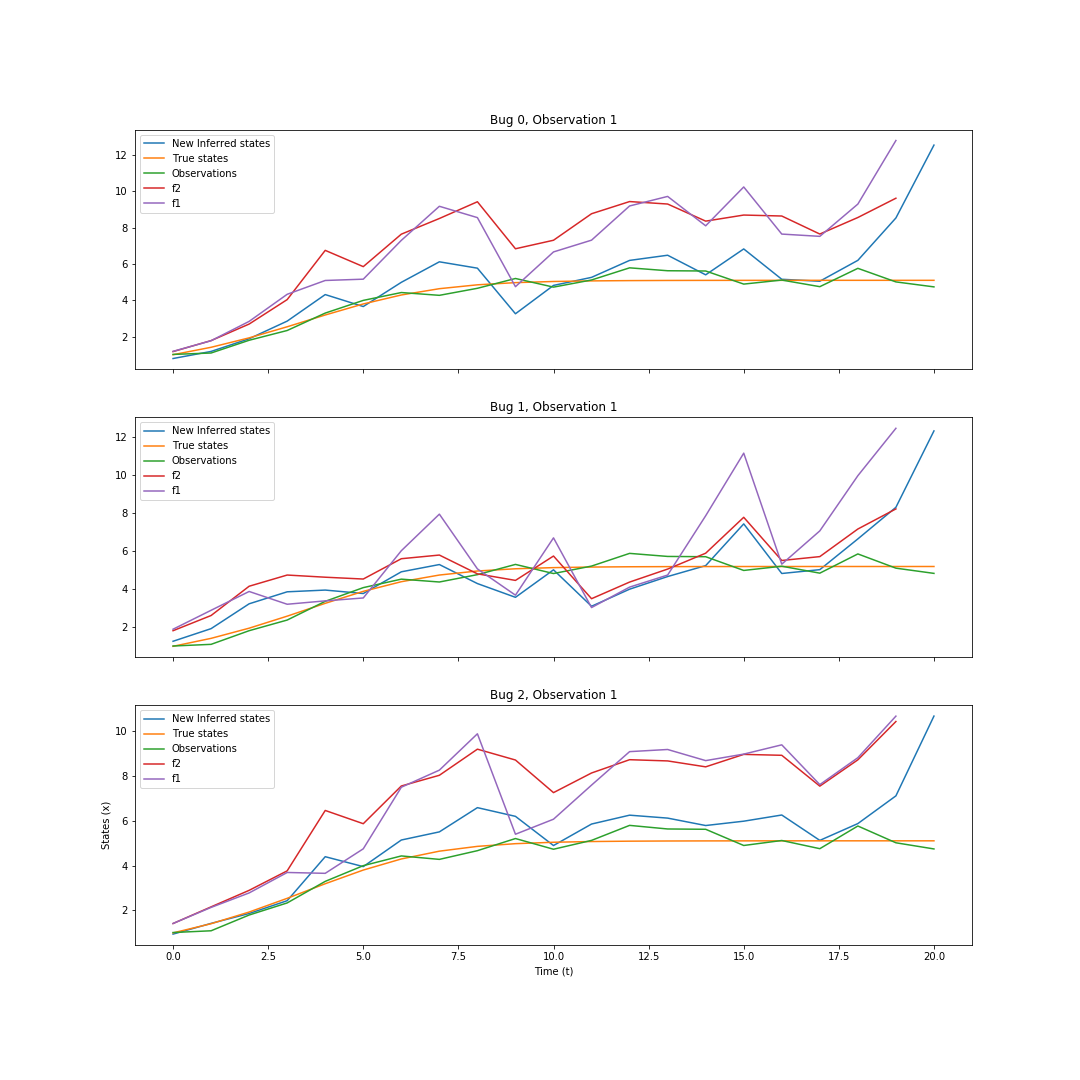 Bug 0, Observation 1
New Inferred states
True states
Observations
f2
f1
12
10
8
6
4
2
Bug 1, Observation 1
New Inferred states
True states
Observations
f2
f1
12
10
8
6
4
2
Bug 2, Observation 1
New Inferred states
True states
Observations
f2
f1
10
8
6
4
2
States (x)
0.0 2.5 5.0 7.5 10.0 12.5 15.0 17.5 20.0
Time (t)